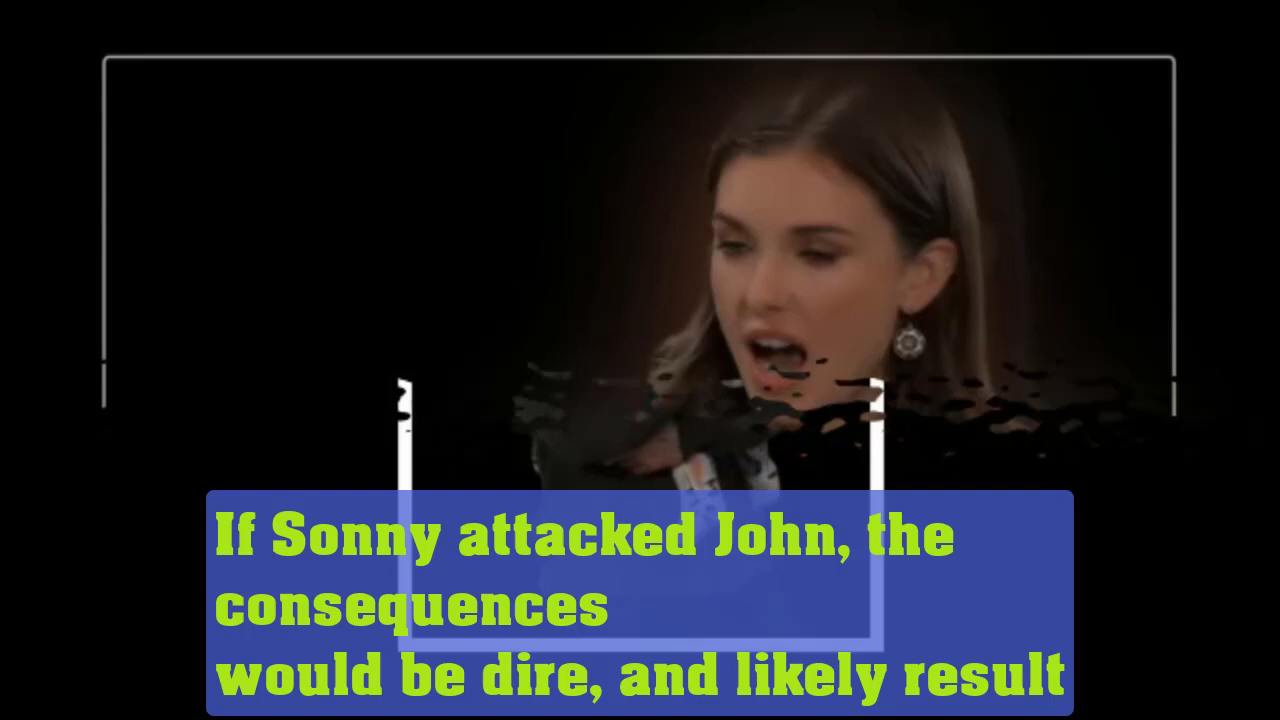 If Sonny attacked John, the
consequences
would be dire, and likely result